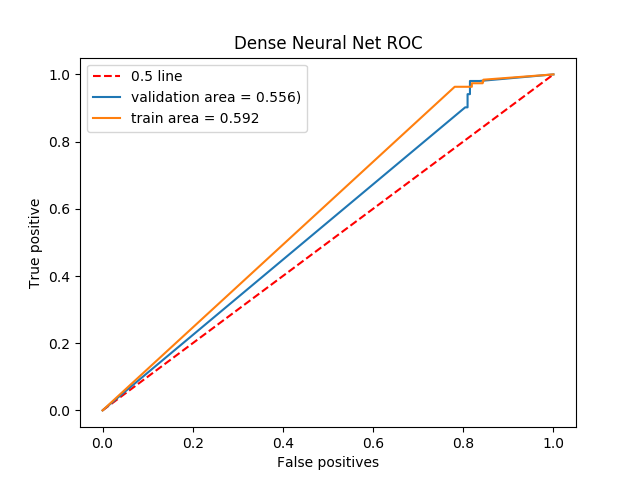 Dense Neural Net ROC
0.5 line
validation area = 0.556)
train area = 0.592
True positive
1.0
0.8
0.6
0.4
0.2
0.0
0.0 0.2 0.4 0.6 0.8 1.0
False positives